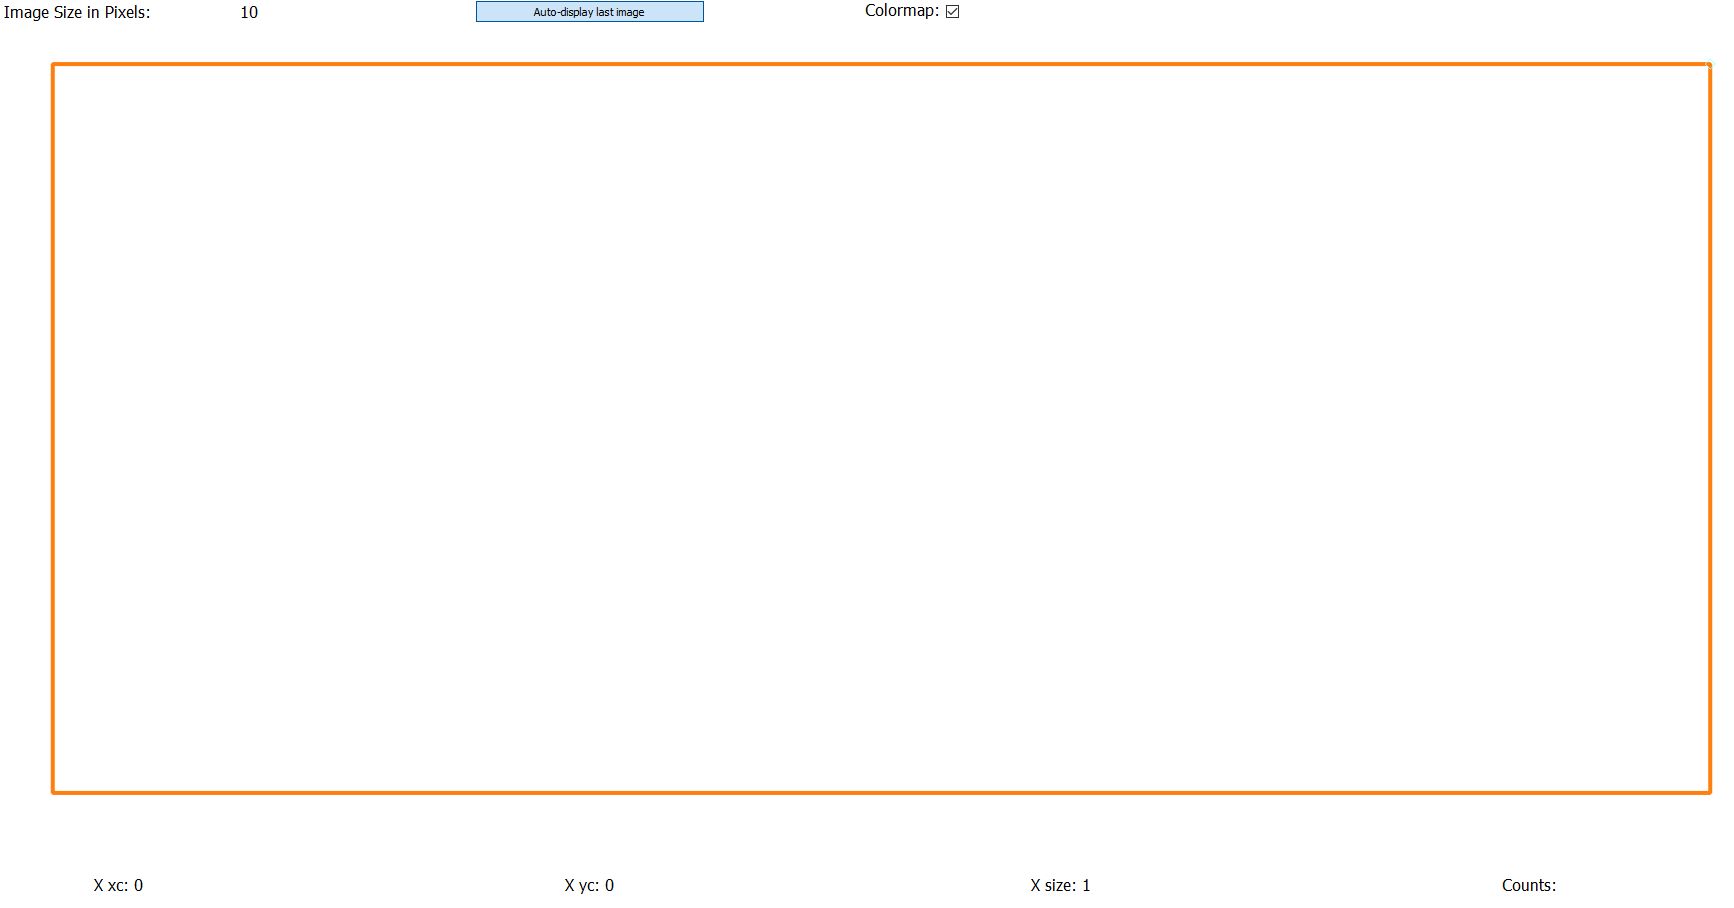 Image Size in Pixels: 10 Auto-display last image Colormap:
X xc: 0 X yc: 0 X size: 1 Counts: